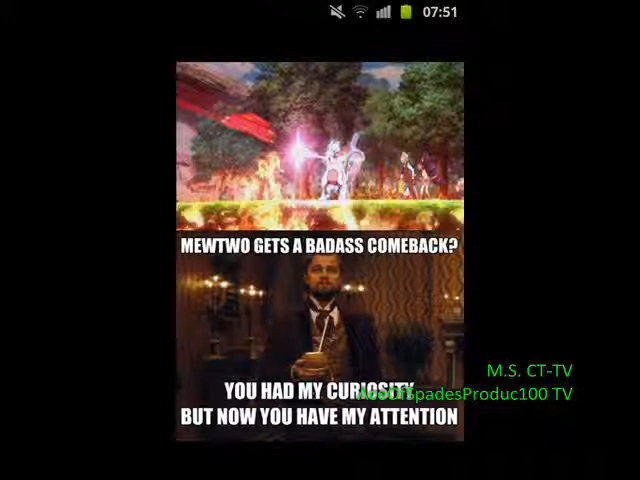 07:51
MEWTWO GETS A BADASS COMEBACK?
M.S. CT-TV
YOU HAD MY CURIOSITY
AceOfSpadesProduc100 TV
BUT NOW YOU HAVE MY ATTENTION